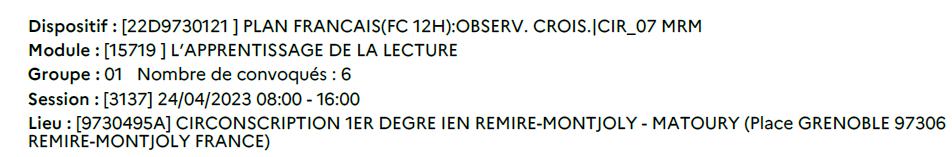 Dispositif : [22D9730121 ] PLAN FRANCAIS(FC 12H):OBSERV. CROIS.|CIR_07 MRM
Module : [15719 ] L’APPRENTISSAGE DE LA LECTURE
Groupe : 01 Nombre de convoqués : 6
Session : [3137] 24/04/2023 08:00 - 16:00
Lieu : [9730495A] CIRCONSCRIPTION 1ER DEGRE IEN REMIRE-MONTJOLY - MATOURY (Place GRENOBLE 97306
REMIRE-MONTJOLY FRANCE)